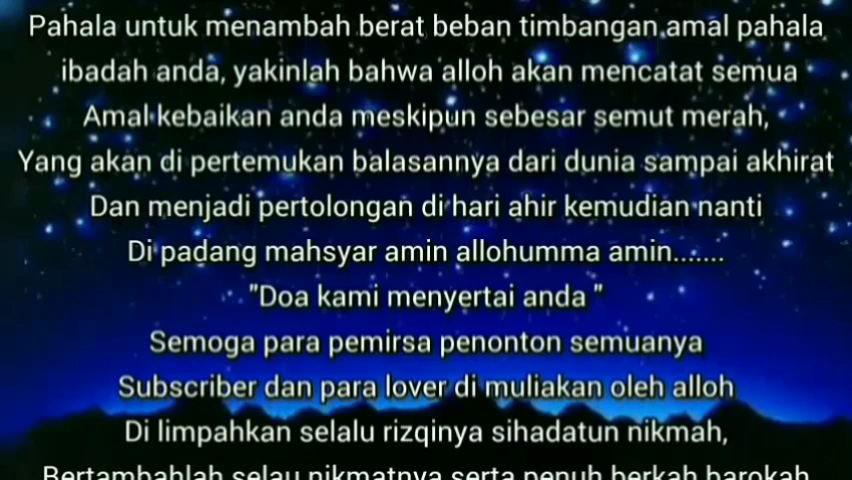 Pahala untuk menambah berat beban timbangan amal pahala
ibadah anda, yakinlah bahwa alloh akan mencatat semua
Amal kebaikan anda meskipun sebesar semut merah,
Yang akan di pertemukan balasannya dari dunia sampai akhirat
Dan menjadi pertolongan di hari ahir kemudian nanti
Di padang mahsyar amin allohumma amin.......
"Doa kami menyertai anda "
Semoga para pemirsa penonton semuanya
Subscriber dan para lover di muliakan oleh alloh
Di limpahkan selalu rizqinya sihadatun nikmah,
Bertambahlah selau nikmatnya serta penuh berkah barokah